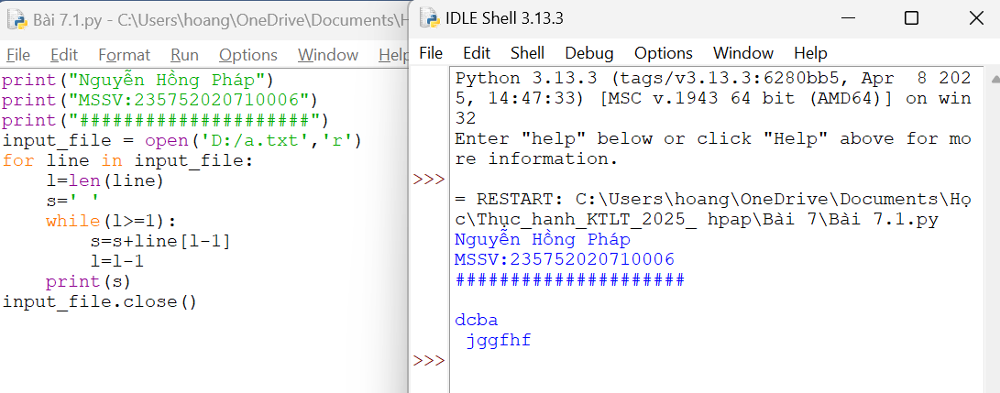 Bài 7.1.py - C:\Users\hoang\OneDrive\Documents\H
File Edit Format Run Options Window Help
print("Nguyễn Hồng Pháp")
print("MSSV:235752020710006")
print("#####################")
input_file = open('D:/a.txt','r')
for line in input_file:
    l=len(line)
    s=' '
    while(l>=1):
        s=s+line[l-1]
        l=l-1
    print(s)
input_file.close()
IDLE Shell 3.13.3
File Edit Shell Debug Options Window Help
Python 3.13.3 (tags/v3.13.3:6280bb5, Apr  8 202
5, 14:47:33) [MSC v.1943 64 bit (AMD64)] on win
32
Enter "help" below or click "Help" above for mo
re information.
>>>
= RESTART: C:\Users\hoang\OneDrive\Documents\Họ
c\Thục_hanh_KTLT_2025_ hpap\Bài 7\Bài 7.1.py
Nguyễn Hồng Pháp
MSSV:235752020710006
#####################
dcba
 jggfhf
>>>